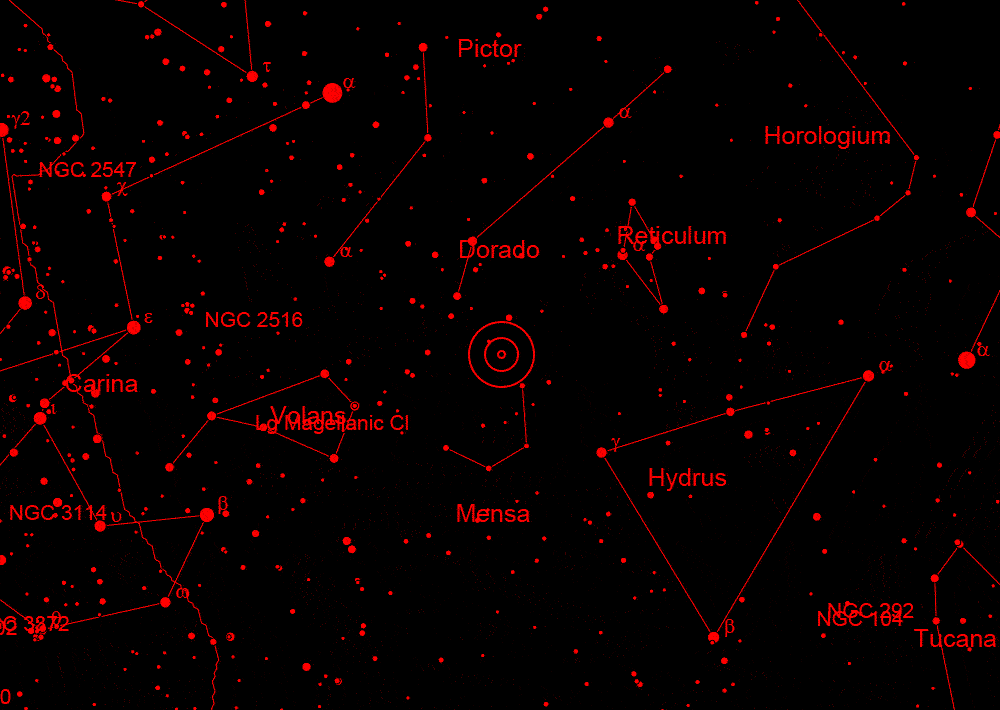 Pictor
τ
α
α
γ2
Horologium
NGC 2547
χ
Reticulum
α
Dorado
α
δ
ε
NGC 2516
α
α
Carina
ι
Volans
Lg Magellanic Cl
γ
Hydrus
β
NGC 3114
υ
Mensa
ω
NGC 292
NGC 104
θ
β
Tucana
0